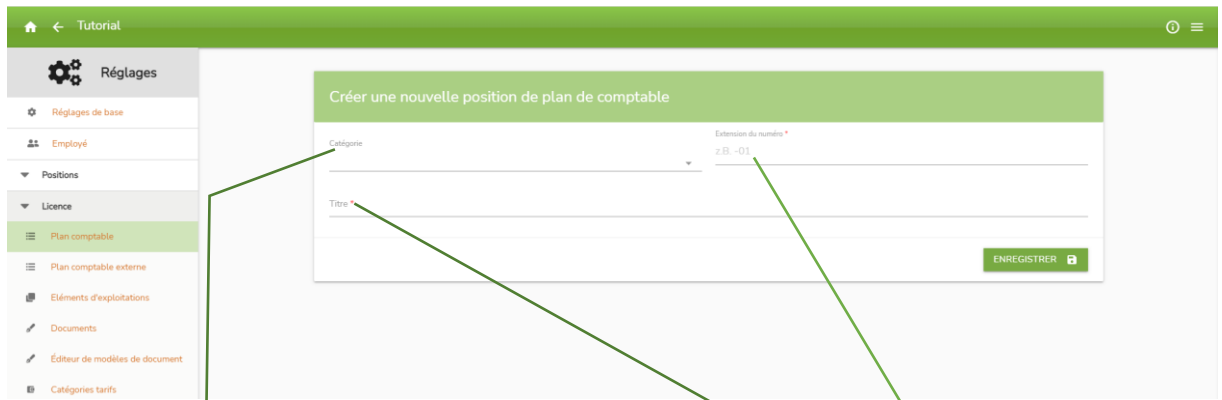 Tutorial
Réglages
Réglages de base
Employé
Positions
Licence
Plan comptable
Plan comptable externe
Eléments d'exploitations
Documents
Éditeur de modèles de document
Catégories tarifs
Créer une nouvelle position de plan de comptable
Catégorie
Extension du numéro *
z.B. -01
Titre *
ENREGISTRER